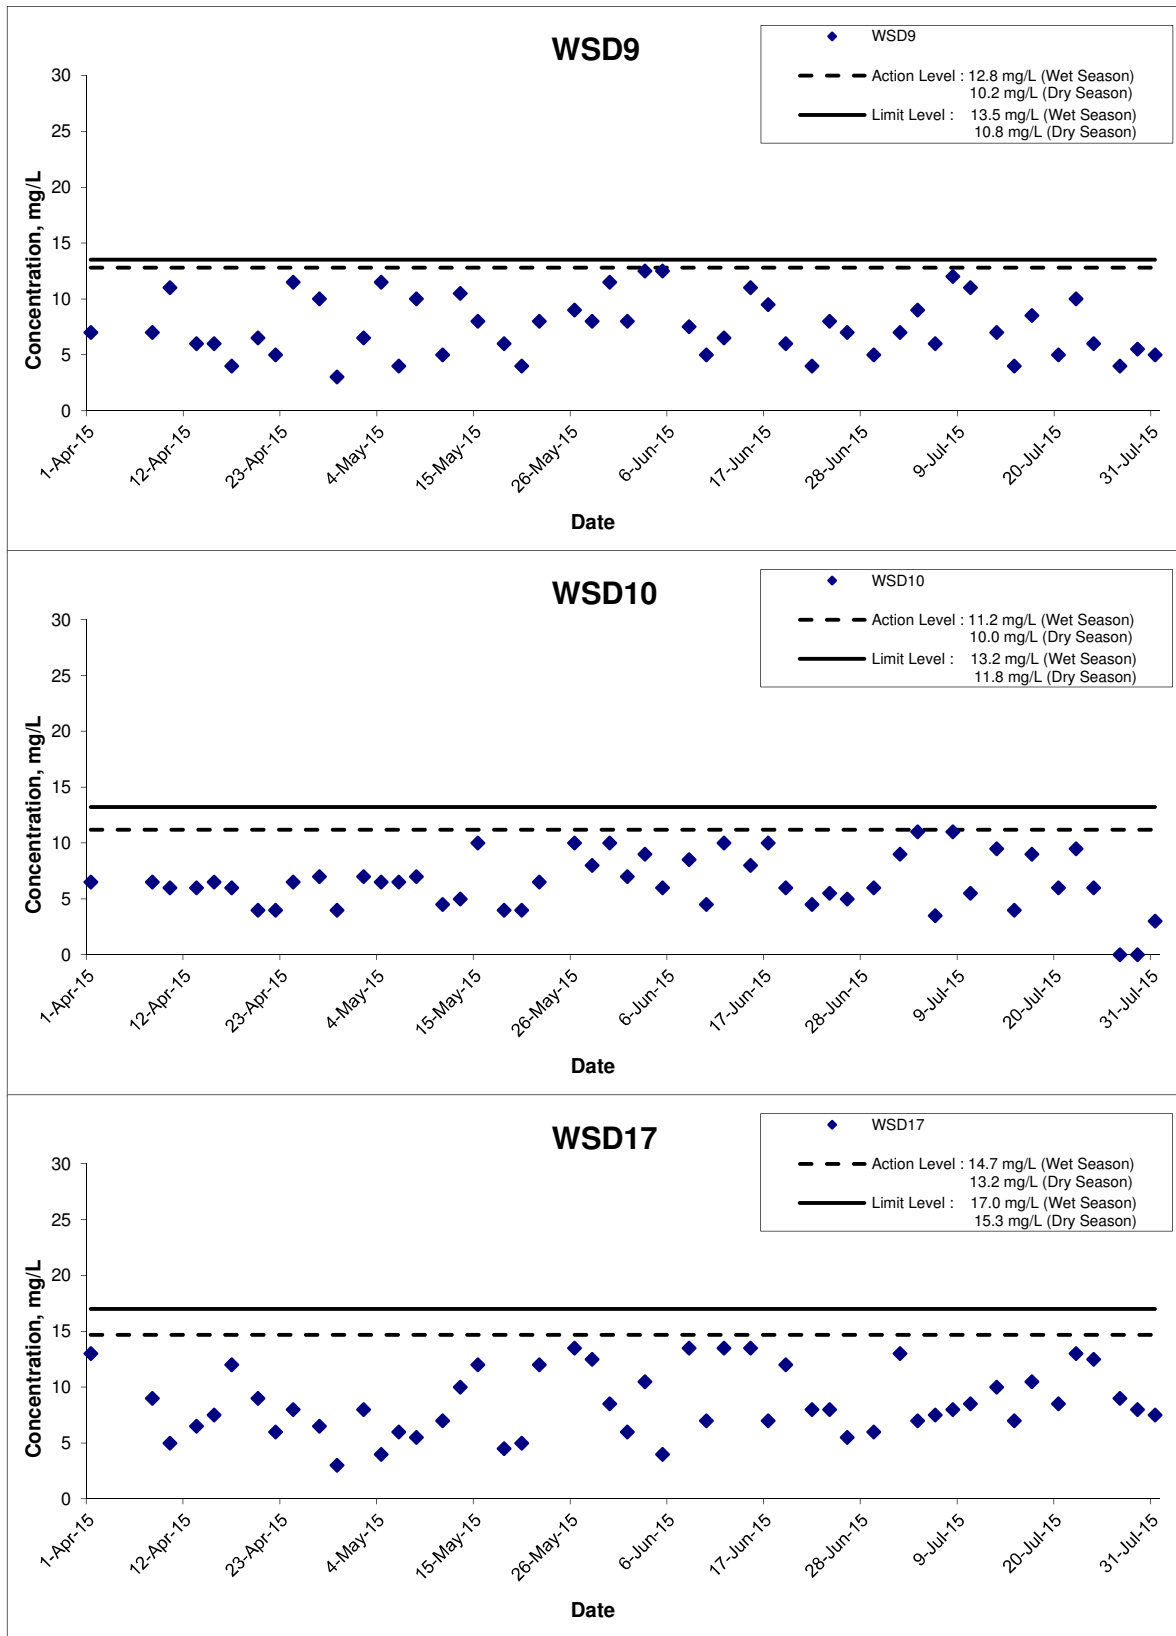 WSD9
WSD9
Action Level : 12.8 mg/L (Wet Season)
10.2 mg/L (Dry Season)
Limit Level : 13.5 mg/L (Wet Season)
10.8 mg/L (Dry Season)
Concentration, mg/L
30
25
20
15
10
5
0
1-Apr-15
12-Apr-15
23-Apr-15
4-May-15
15-May-15
26-May-15
6-Jun-15
17-Jun-15
28-Jun-15
9-Jul-15
20-Jul-15
31-Jul-15
Date
WSD10
WSD10
Action Level : 11.2 mg/L (Wet Season)
10.0 mg/L (Dry Season)
Limit Level : 13.2 mg/L (Wet Season)
11.8 mg/L (Dry Season)
Concentration, mg/L
30
25
20
15
10
5
0
1-Apr-15
12-Apr-15
23-Apr-15
4-May-15
15-May-15
26-May-15
6-Jun-15
17-Jun-15
28-Jun-15
9-Jul-15
20-Jul-15
31-Jul-15
Date
WSD17
WSD17
Action Level : 14.7 mg/L (Wet Season)
13.2 mg/L (Dry Season)
Limit Level : 17.0 mg/L (Wet Season)
15.3 mg/L (Dry Season)
Concentration, mg/L
30
25
20
15
10
5
0
1-Apr-15
12-Apr-15
23-Apr-15
4-May-15
15-May-15
26-May-15
6-Jun-15
17-Jun-15
28-Jun-15
9-Jul-15
20-Jul-15
31-Jul-15
Date